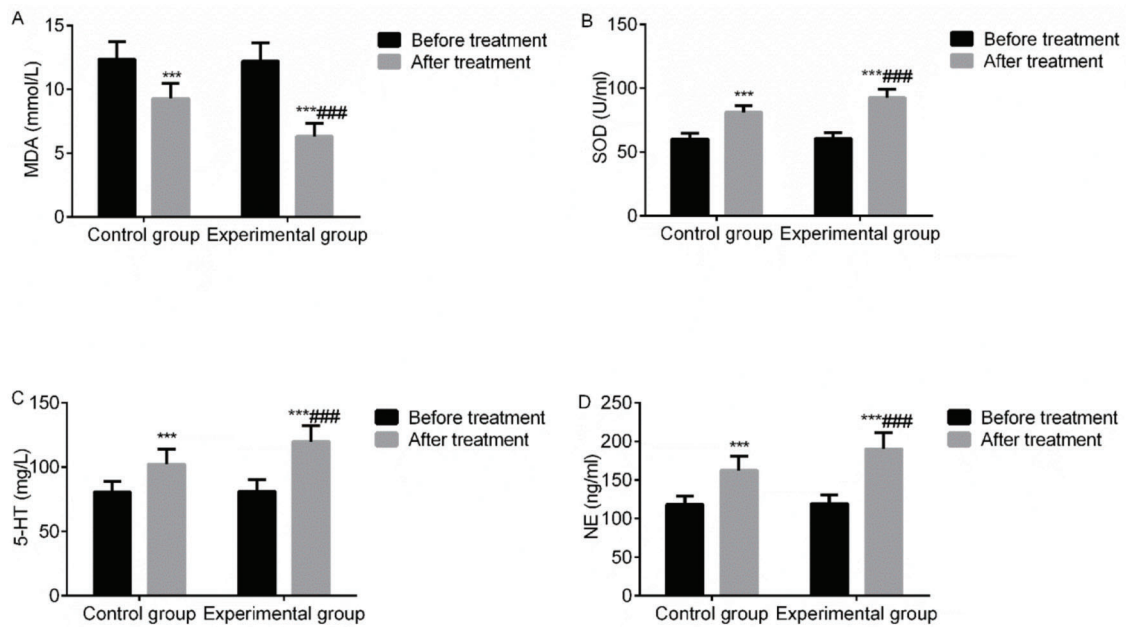 A
MDA (mmol/L)
15
10
5
0
***
***###
Control group Experimental group
Before treatment
After treatment
B
SOD (U/ml)
150
100
50
0
***
***###
Control group Experimental group
Before treatment
After treatment
C
5-HT (mg/L)
150
100
50
0
***
***###
Control group Experimental group
Before treatment
After treatment
D
NE (ng/ml)
250
200
150
100
50
0
***
***###
Control group Experimental group
Before treatment
After treatment